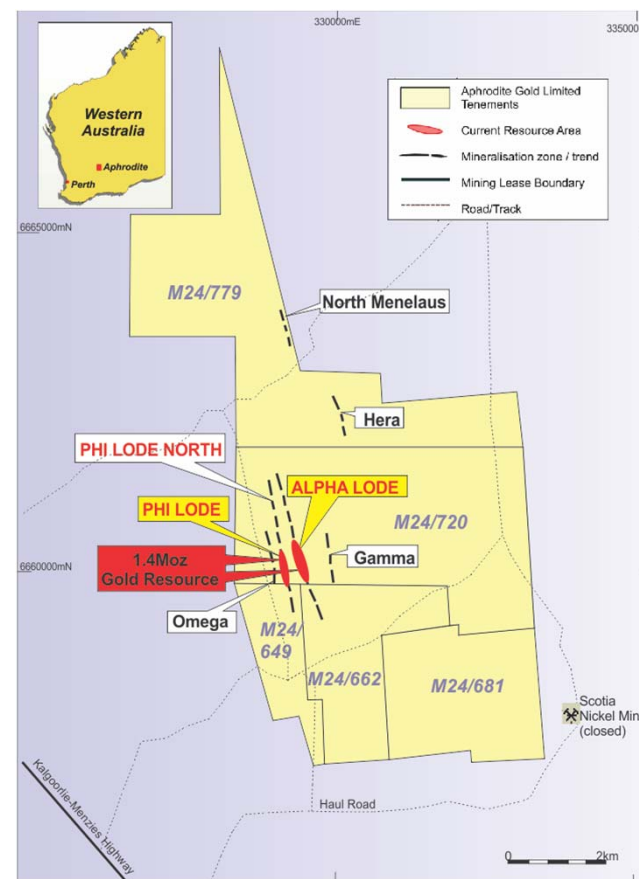 330000mE
335000
Western
Australia
Aphrodite
Perth
Aphrodite Gold Limited
Tenements
Current Resource Area
Mineralisation zone / trend
Mining Lease Boundary
Road/Track
6665000mN
M24/779
North Menelaus
Hera
PHI LODE NORTH
ALPHA LODE
PHI LODE
M24/720
1.4Moz
Gold Resource
Gamma
6660000mN
Omega
M24/
649
M24/662
M24/681
Scotia
Nickel Min
(closed)
Kalgoorlie-Menzies Highway
Haul Road
0
2km